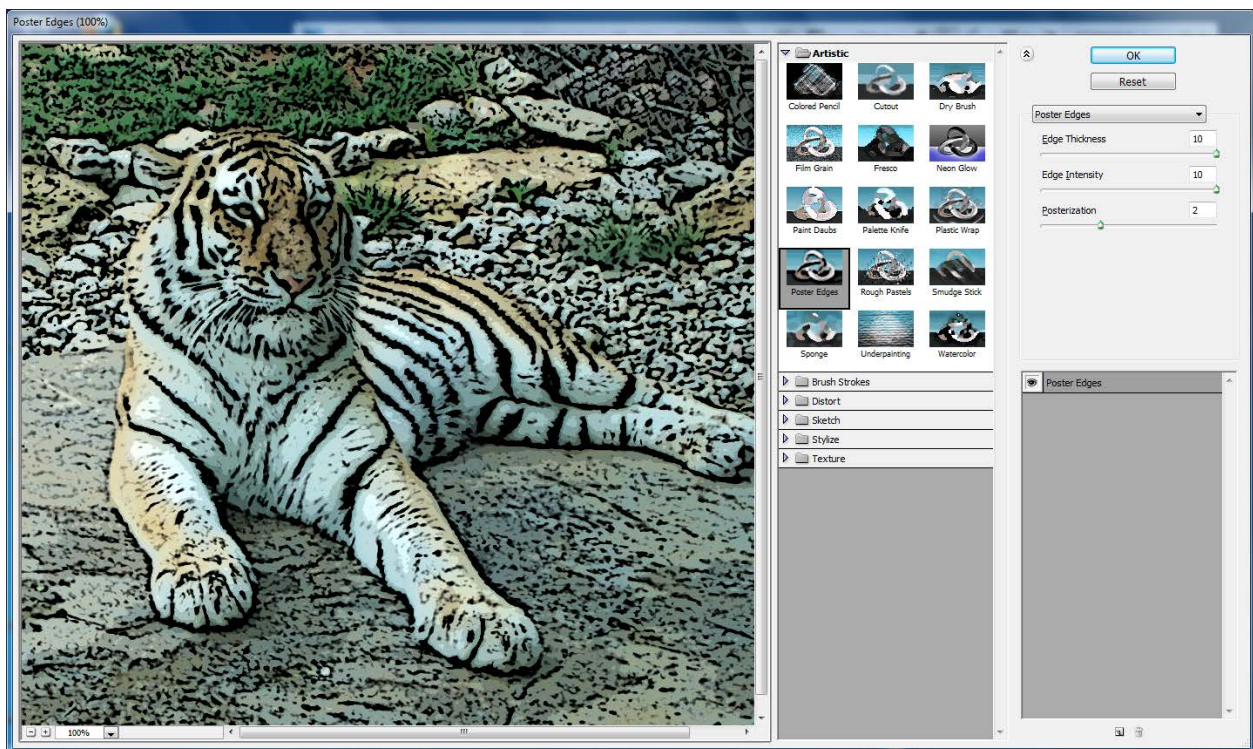 Poster Edges (100%)
100%
Artistic
Colored Pencil
Cutout
Dry Brush
Film Grain
Fresco
Neon Glow
Paint Daubs
Palette Knife
Plastic Wrap
Poster Edges
Rough Pastels
Smudge Stick
Sponge
Underpainting
Watercolor
Brush Strokes
Distort
Sketch
Stylize
Texture
OK
Reset
Poster Edges
Edge Thickness 10
Edge Intensity 10
Posterization 2
Poster Edges